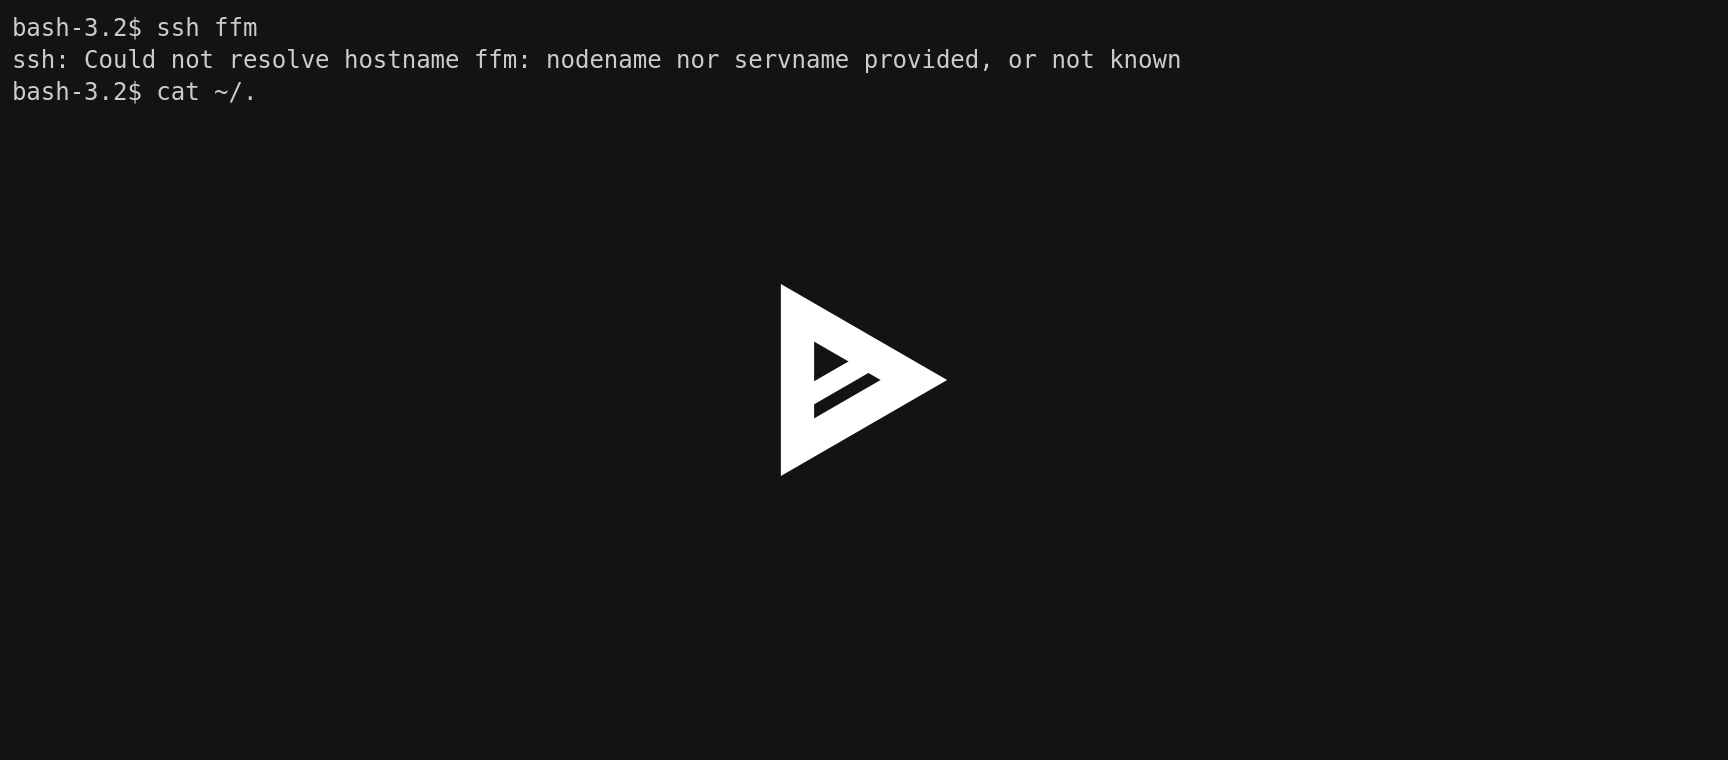 bash-3.2$ ssh ffm
ssh: Could not resolve hostname ffm: nodename nor servname provided, or not known
bash-3.2$ cat ~/.